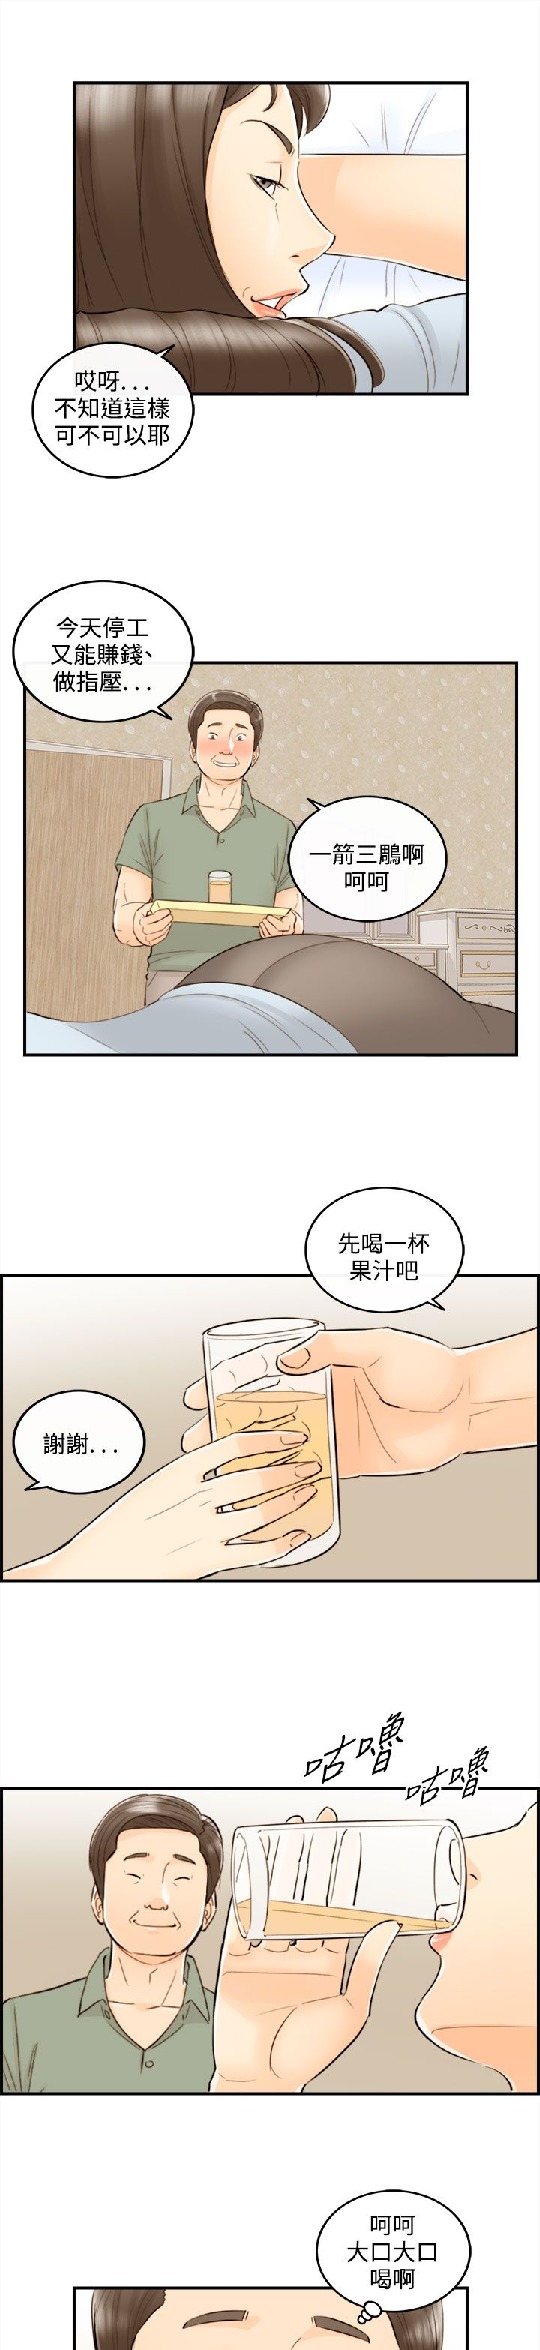 哎呀...
不知道這樣
可不可以耶
今天停工
又能賺錢、
做指壓...
一箭三鵰啊
呵呵
先喝一杯
果汁吧
謝謝...
咕嚕
咕嚕
呵呵
大口大口
喝啊